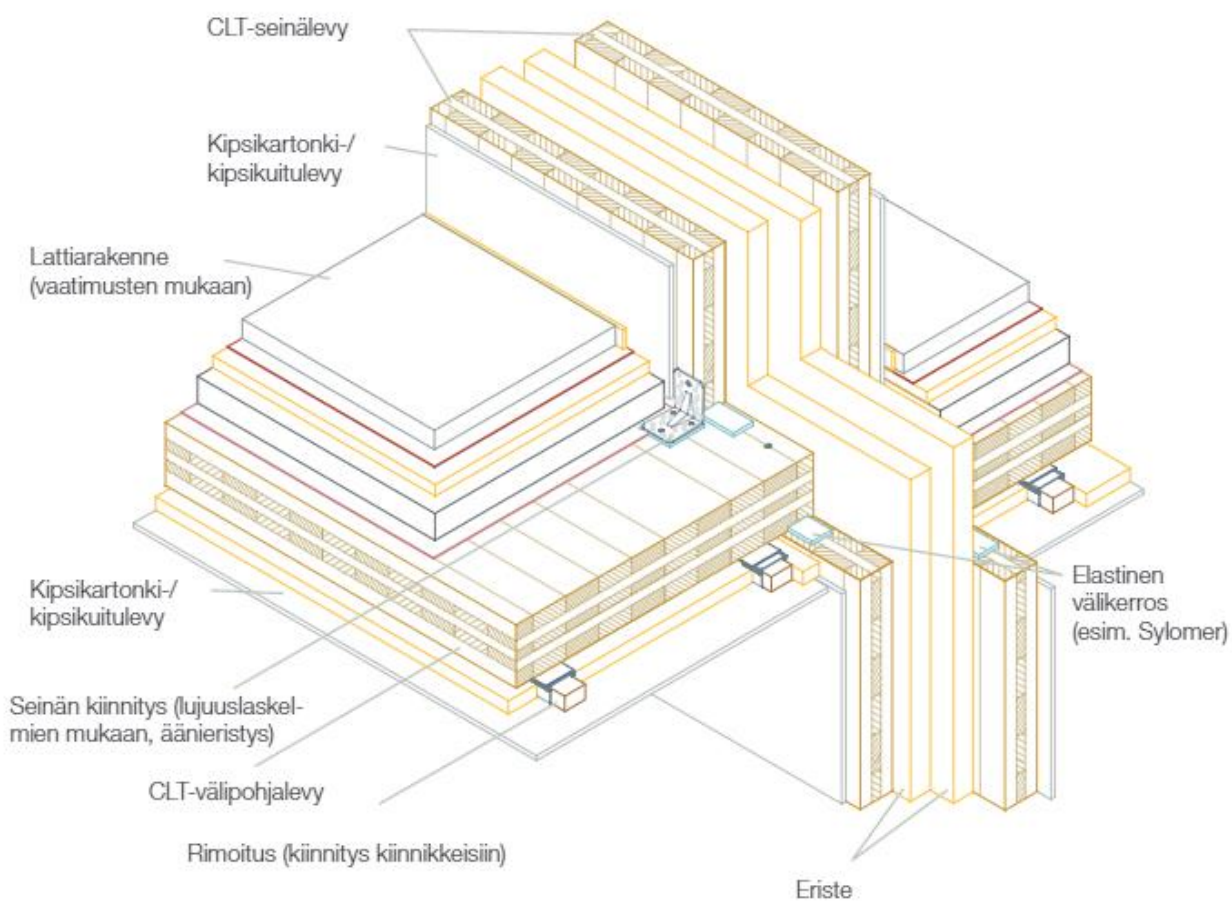 CLT-seinälevy
Kipsikartonki-/
kipsikuitulevy
Lattiarakenne
(vaatimusten mukaan)
Kipsikartonki-/
kipsikuitulevy
Elastinen
välikerros
(esim. Sylomer)
Seinän kiinnitys (lujuuslaskel-
mien mukaan, äänieristys)
CLT-välipohjalevy
Rimoitus (kiinnitys kiinnikkeisiin)
Eriste